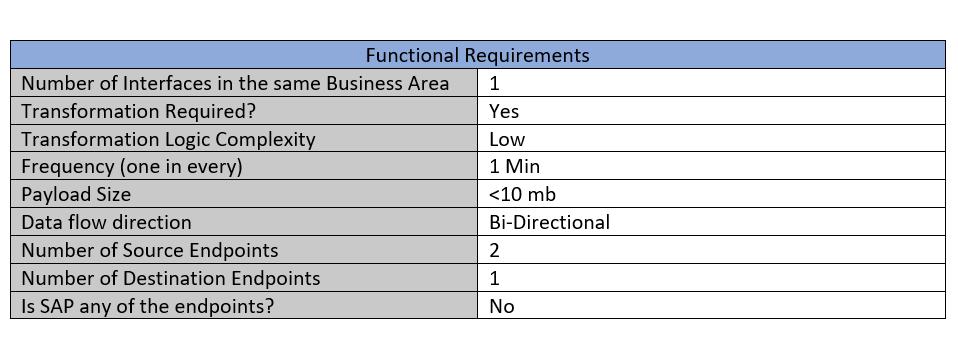 Functional Requirements
Number of Interfaces in the same Business Area 1
Transformation Required? Yes
Transformation Logic Complexity Low
Frequency (one in every) 1 Min
Payload Size <10 mb
Data flow direction Bi-Directional
Number of Source Endpoints 2
Number of Destination Endpoints 1
Is SAP any of the endpoints? No